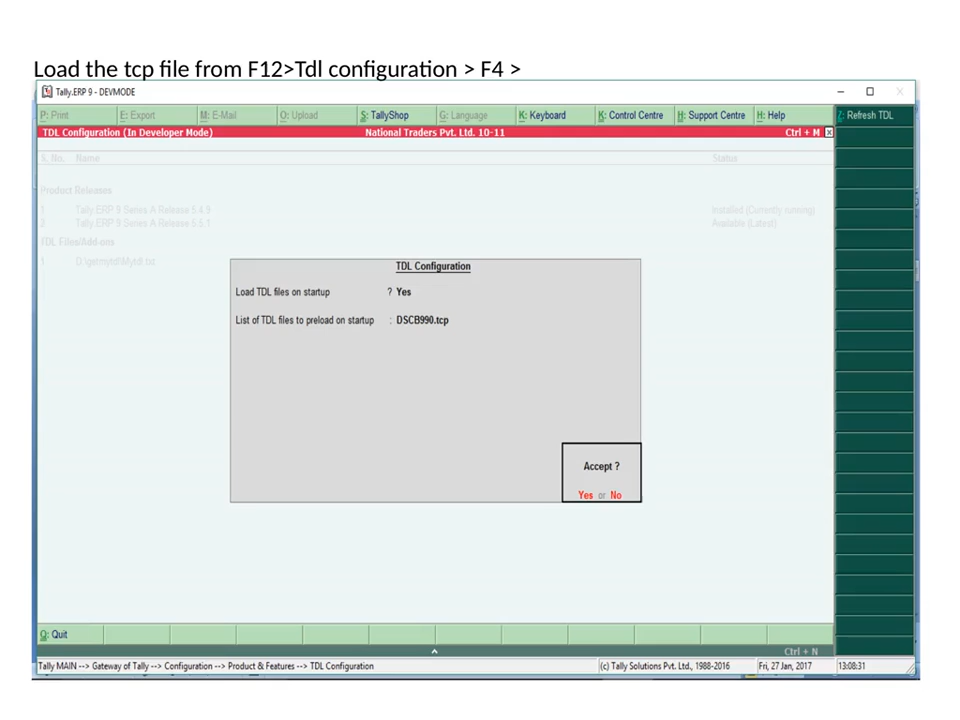 Load the tcp file from F12>Tdl configuration > F4 >
Tally.ERP 9 - DEVMODE
P: Print E: Export M: E-Mail O: Upload S: TallyShop G: Language K: Keyboard K: Control Centre H: Support Centre H: Help Z: Refresh TDL
TDL Configuration (In Developer Mode) National Traders Pvt. Ltd. 10-11 Ctrl + M
S. No. Name Status
Product Releases
1 Tally.ERP 9 Series A Release 5.4.9 Installed (Currently running)
2 Tally.ERP 9 Series A Release 5.5.1 Available (Latest)
TDL Files/Add-ons
1
TDL Configuration
Load TDL files on startup ? Yes
List of TDL files to preload on startup : DSCB990.tcp
Accept ?
Yes or No
Q: Quit
Ctrl + N
Tally MAIN --> Gateway of Tally --> Configuration --> Product & Features --> TDL Configuration (c) Tally Solutions Pvt. Ltd., 1988-2016 Fri, 27 Jan, 2017 13:08:31